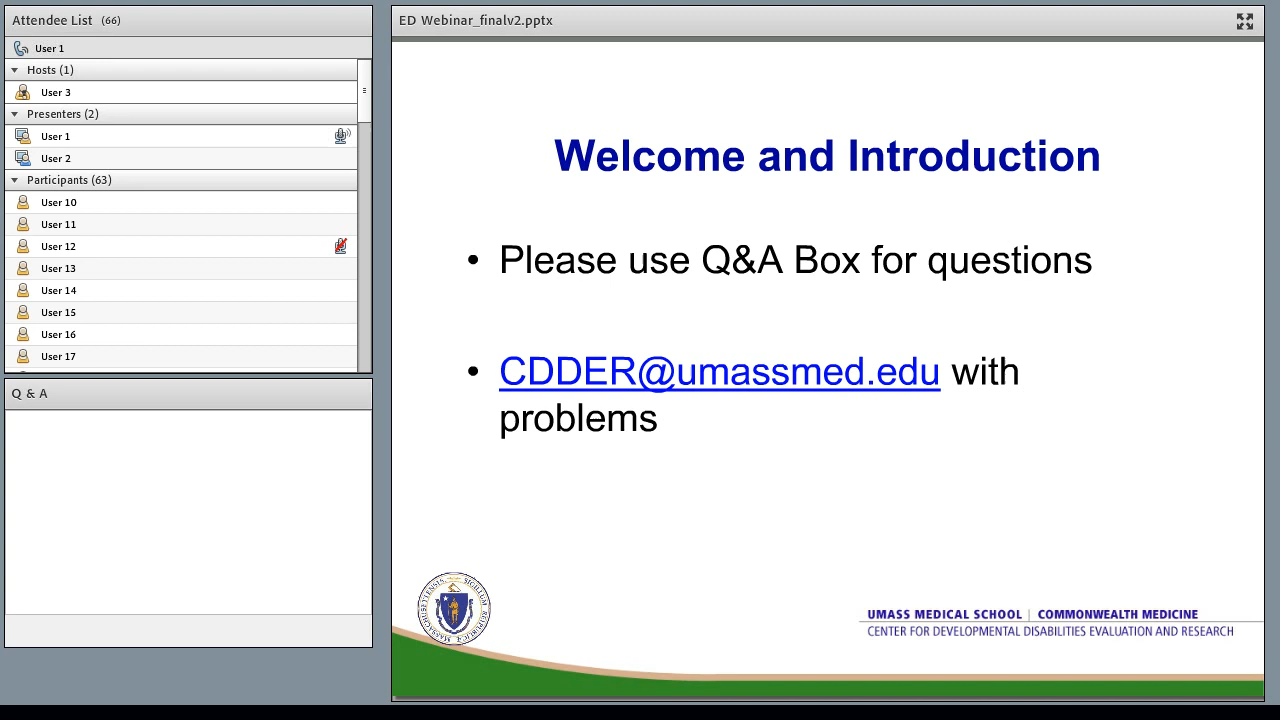 Attendee List (66)
User 1
Hosts (1)
User 3
Presenters (2)
User 1
User 2
Participants (63)
User 10
User 11
User 12
User 13
User 14
User 15
User 16
User 17
Q & A
ED Webinar_finalv2.pptx
Welcome and Introduction
• Please use Q&A Box for questions
• CDDER@umassmed.edu with
problems
UMASS MEDICAL SCHOOL | COMMONWEALTH MEDICINE
CENTER FOR DEVELOPMENTAL DISABILITIES EVALUATION AND RESEARCH